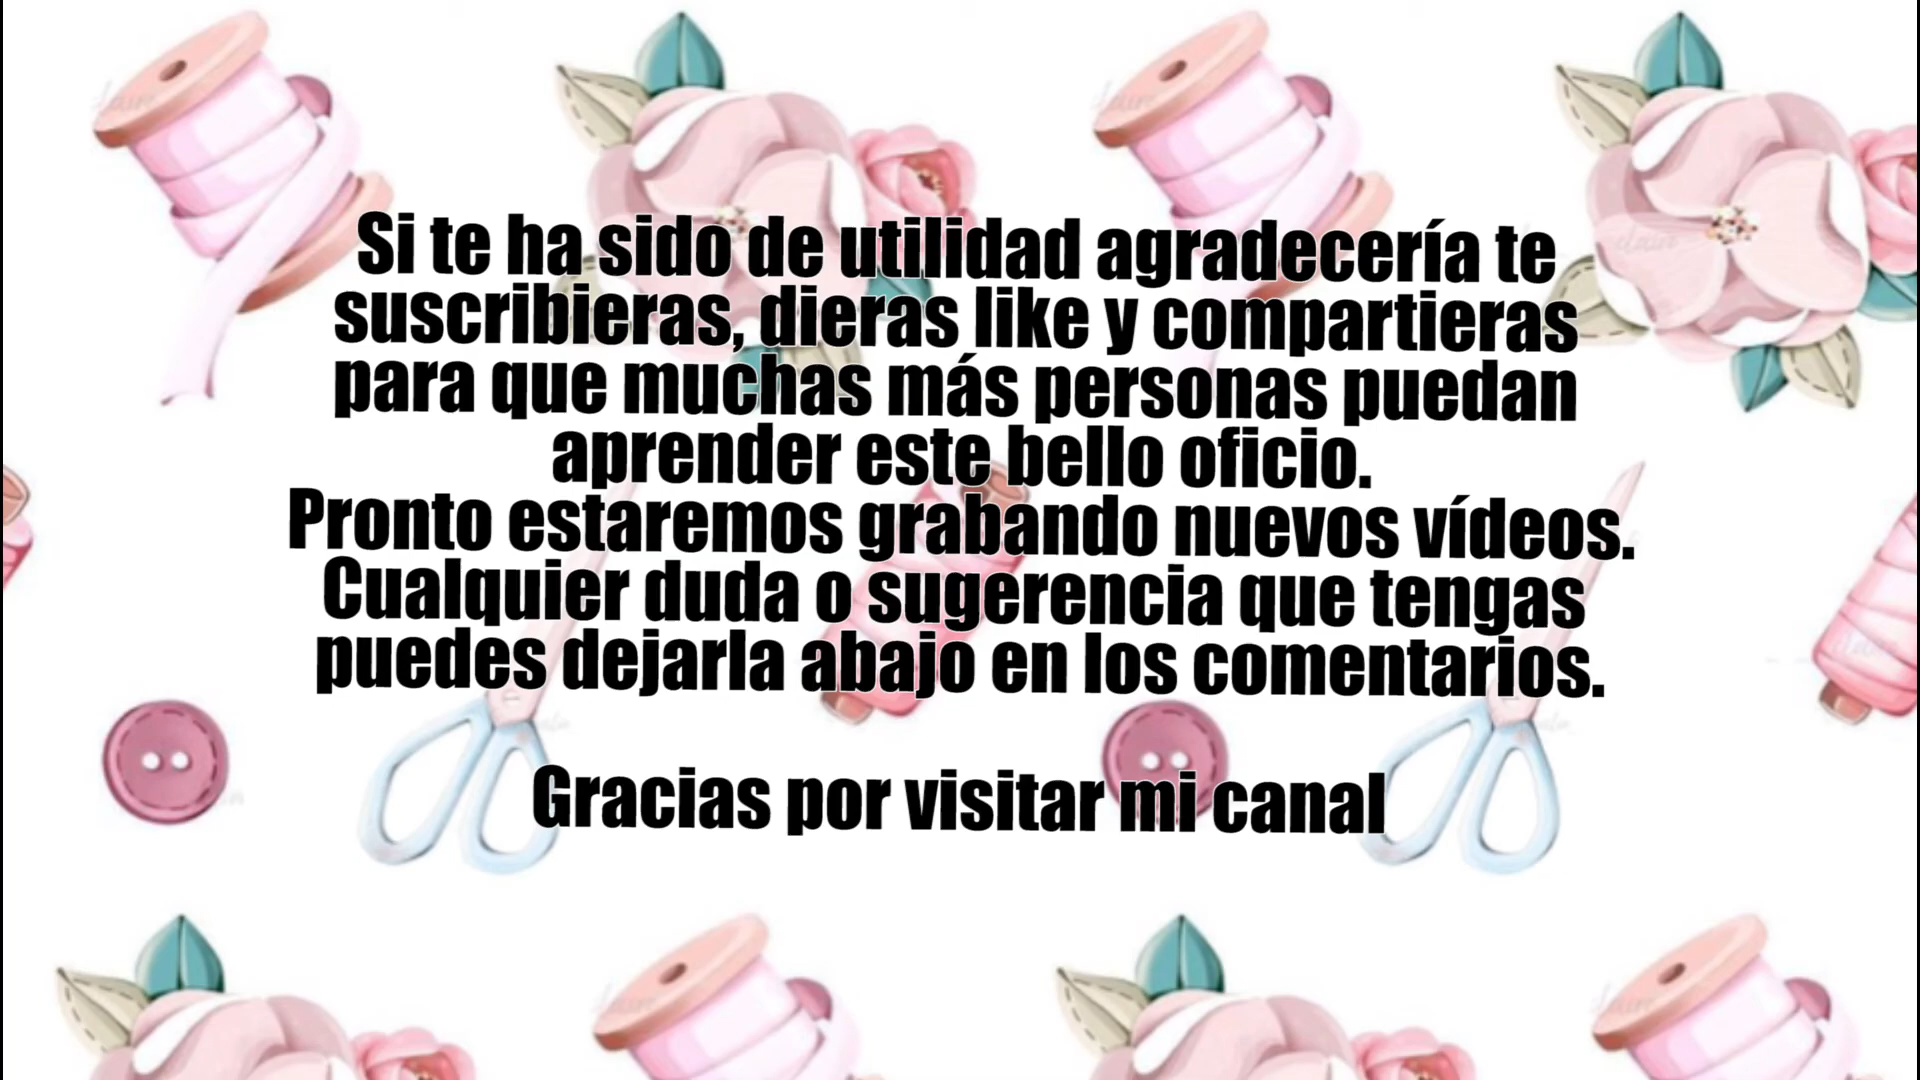 Si te ha sido de utilidad agradecería te
suscribieras, dieras like y compartieras
para que muchas más personas puedan
aprender este bello oficio.
Pronto estaremos grabando nuevos vídeos.
Cualquier duda o sugerencia que tengas
puedes dejarla abajo en los comentarios.
Gracias por visitar mi canal